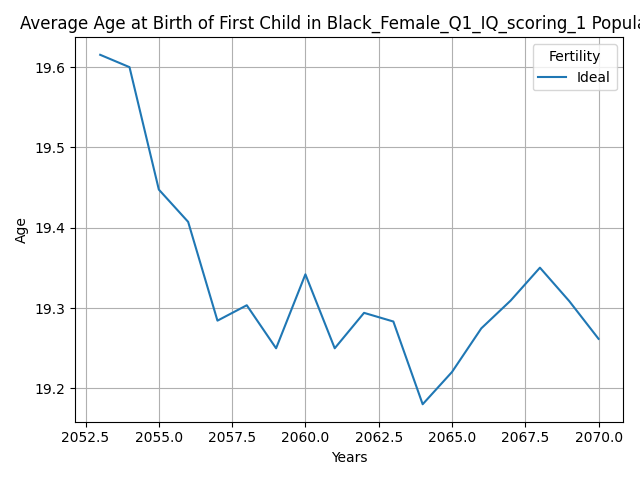 Average Age at Birth of First Child in Black_Female_Q1_IQ_scoring_1 Popula
Fertility
Ideal
19.6
19.5
19.4
19.3
19.2
Age
2052.5 2055.0 2057.5 2060.0 2062.5 2065.0 2067.5 2070.0
Years